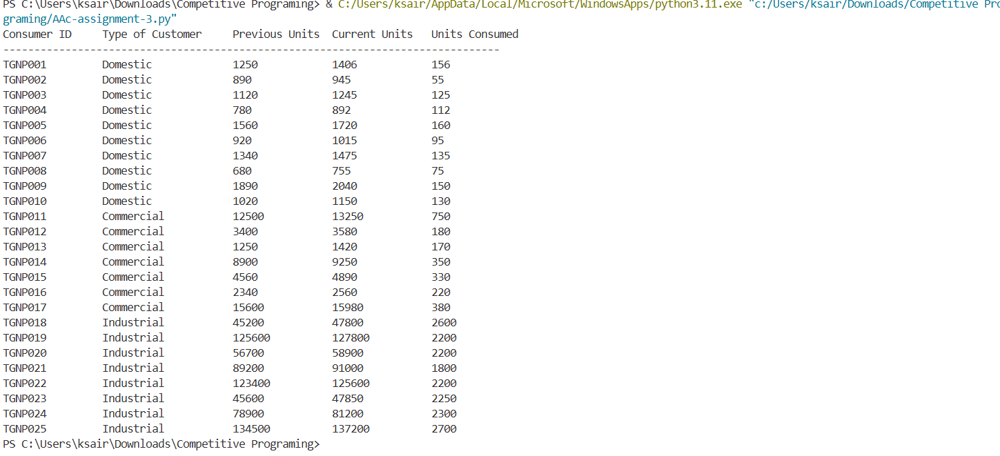 PS C:\Users\ksair\Downloads\Competitive Programing> & C:/Users/ksair/AppData/Local/Microsoft/WindowsApps/python3.11.exe "c:/Users/ksair/Downloads/Competitive Pro
graming/AAc-assignment-3.py"
Consumer ID     Type of Customer     Previous Units  Current Units   Units Consumed
--------------------------------------------------------------------------------
TGNP001         Domestic             1250            1406            156
TGNP002         Domestic             890             945             55
TGNP003         Domestic             1120            1245            125
TGNP004         Domestic             780             892             112
TGNP005         Domestic             1560            1720            160
TGNP006         Domestic             920             1015            95
TGNP007         Domestic             1340            1475            135
TGNP008         Domestic             680             755             75
TGNP009         Domestic             1890            2040            150
TGNP010         Domestic             1020            1150            130
TGNP011         Commercial           12500           13250           750
TGNP012         Commercial           3400            3580            180
TGNP013         Commercial           1250            1420            170
TGNP014         Commercial           8900            9250            350
TGNP015         Commercial           4560            4890            330
TGNP016         Commercial           2340            2560            220
TGNP017         Commercial           15600           15980           380
TGNP018         Industrial           45200           47800           2600
TGNP019         Industrial           125600          127800          2200
TGNP020         Industrial           56700           58900           2200
TGNP021         Industrial           89200           91000           1800
TGNP022         Industrial           123400          125600          2200
TGNP023         Industrial           45600           47850           2250
TGNP024         Industrial           78900           81200           2300
TGNP025         Industrial           134500          137200          2700
PS C:\Users\ksair\Downloads\Competitive Programing>